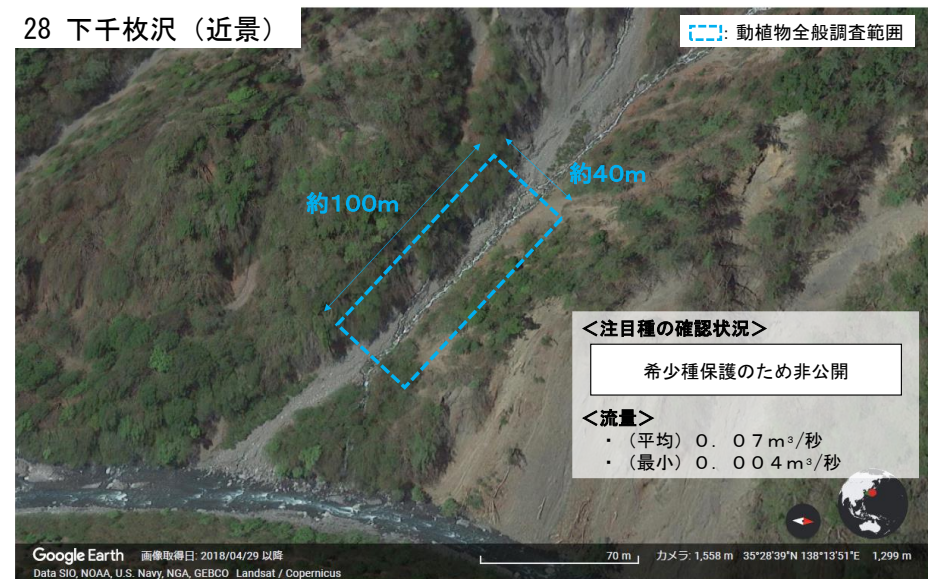 28 下千枚沢（近景）
: 動植物全般調査範囲
約100m
約40m
＜注目種の確認状況＞
希少種保護のため非公開
＜流量＞
・（平均）０．０７ｍ³/秒
・（最小）０．００４ｍ³/秒
Google Earth 画像取得日: 2018/04/29 以降
70 m カメラ: 1,558 m 35°28'39"N 138°13'51"E 1,299 m
Data SIO, NOAA, U.S. Navy, NGA, GEBCO Landsat / Copernicus